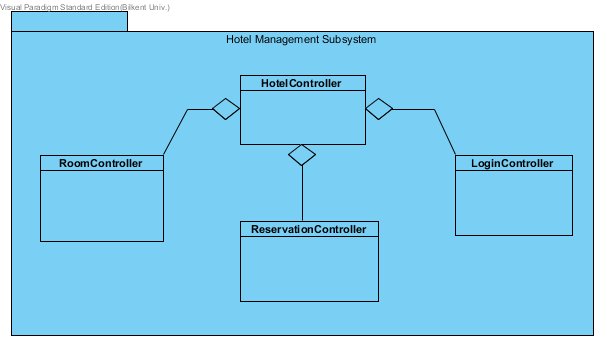 Visual Paradigm Standard Edition(Bilkent Univ.)
Hotel Management Subsystem
HotelController
RoomController
LoginController
ReservationController